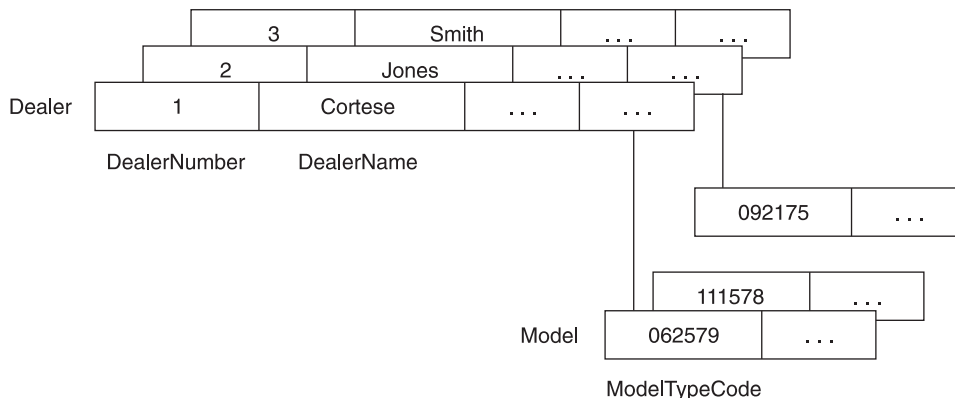 3 Smith ... ...
2 Jones ... ...
Dealer 1 Cortese ... ...
DealerNumber DealerName
092175 ...
111578 ...
Model 062579 ...
ModelTypeCode